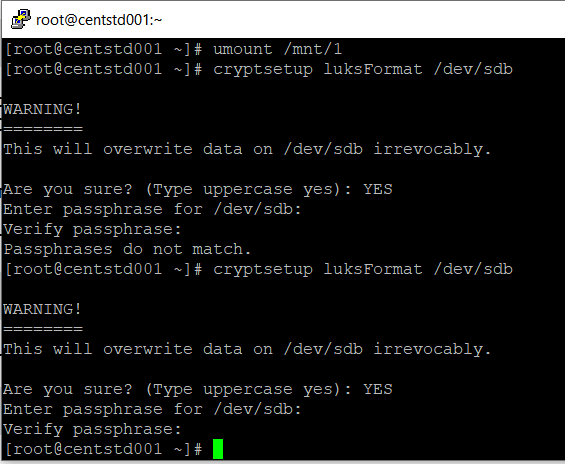 root@centstd001:~
[root@centstd001 ~]# umount /mnt/1
[root@centstd001 ~]# cryptsetup luksFormat /dev/sdb
WARNING!
========
This will overwrite data on /dev/sdb irrevocably.
Are you sure? (Type uppercase yes): YES
Enter passphrase for /dev/sdb:
Verify passphrase:
Passphrases do not match.
[root@centstd001 ~]# cryptsetup luksFormat /dev/sdb
WARNING!
========
This will overwrite data on /dev/sdb irrevocably.
Are you sure? (Type uppercase yes): YES
Enter passphrase for /dev/sdb:
Verify passphrase:
[root@centstd001 ~]#